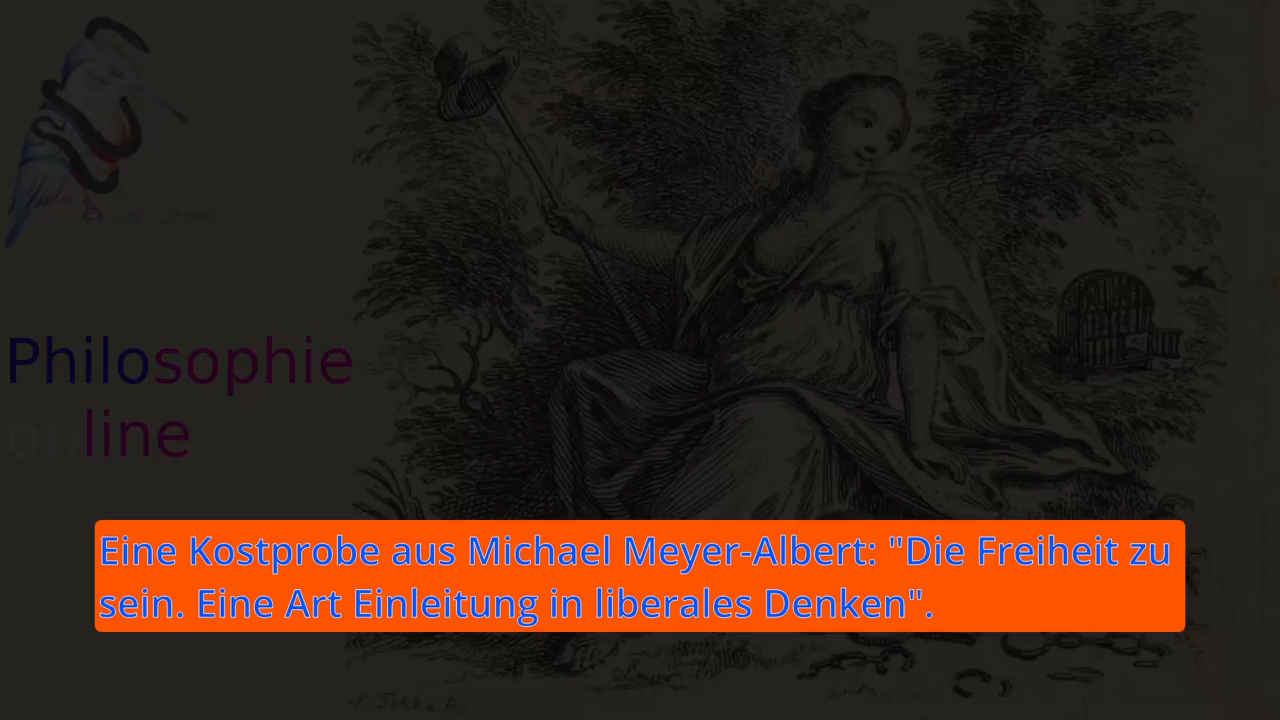 Philosophie
online
Eine Kostprobe aus Michael Meyer-Albert: "Die Freiheit zu
sein. Eine Art Einleitung in liberales Denken".